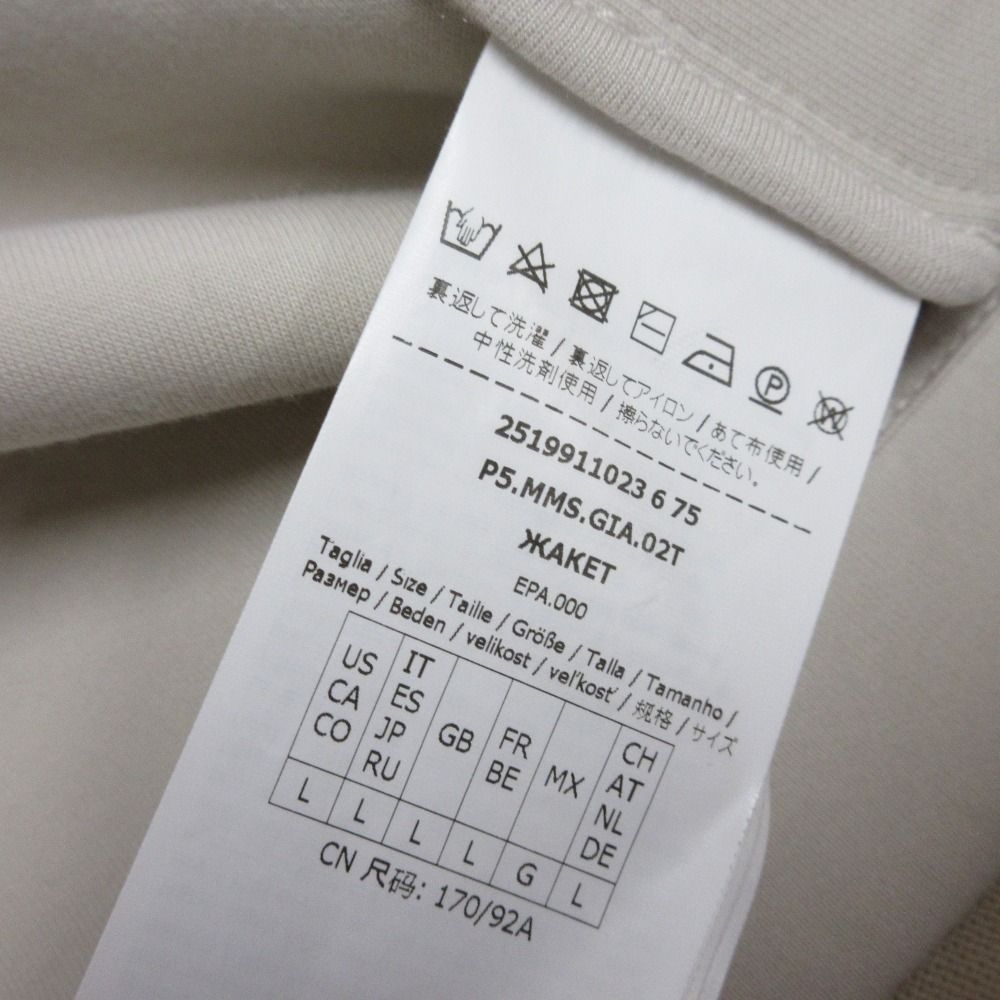 P W
裏返して洗濯 / 裏返してアイロン / あて布使用 /
中性洗剤使用 / 擦らないでください。
2519911023 6 75
P5.MMS.GIA.02T
ЖАКЕТ
EPA.000
Taglia / Size / Taille / Größe / Talla / Tamanho /
Размер / Beden / velikost / veľkosť / 规格 / サイズ
US CA CO
IT ES JP RU
GB
FR BE
MX
CH AT NL DE
L L L L G L
CN 尺码: 170/92A